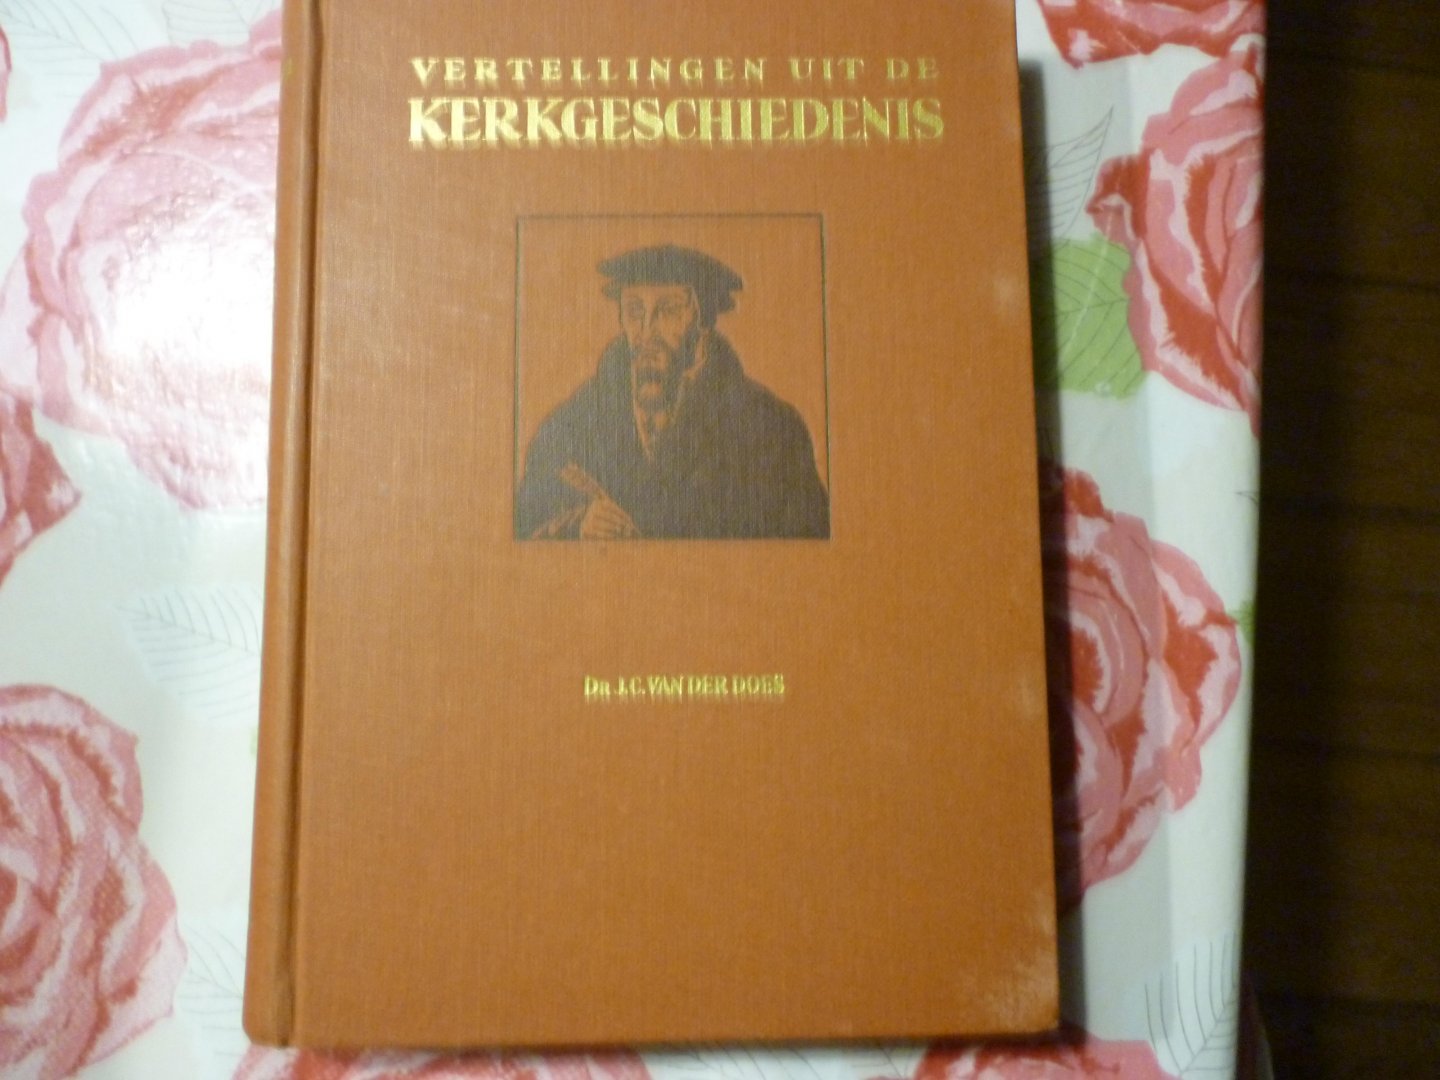 VERTELLINGEN UIT DE
KERKGESCHIEDENIS
DR J.C. VAN DER DOES